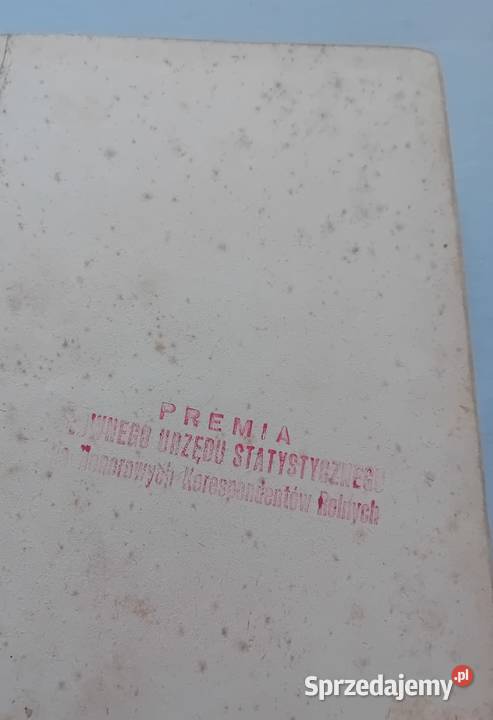 PREMIA
URZĘDU STATYSTYCZNEGO
Honorowych Korespondentów Rolnych
Sprzedajemy.pl